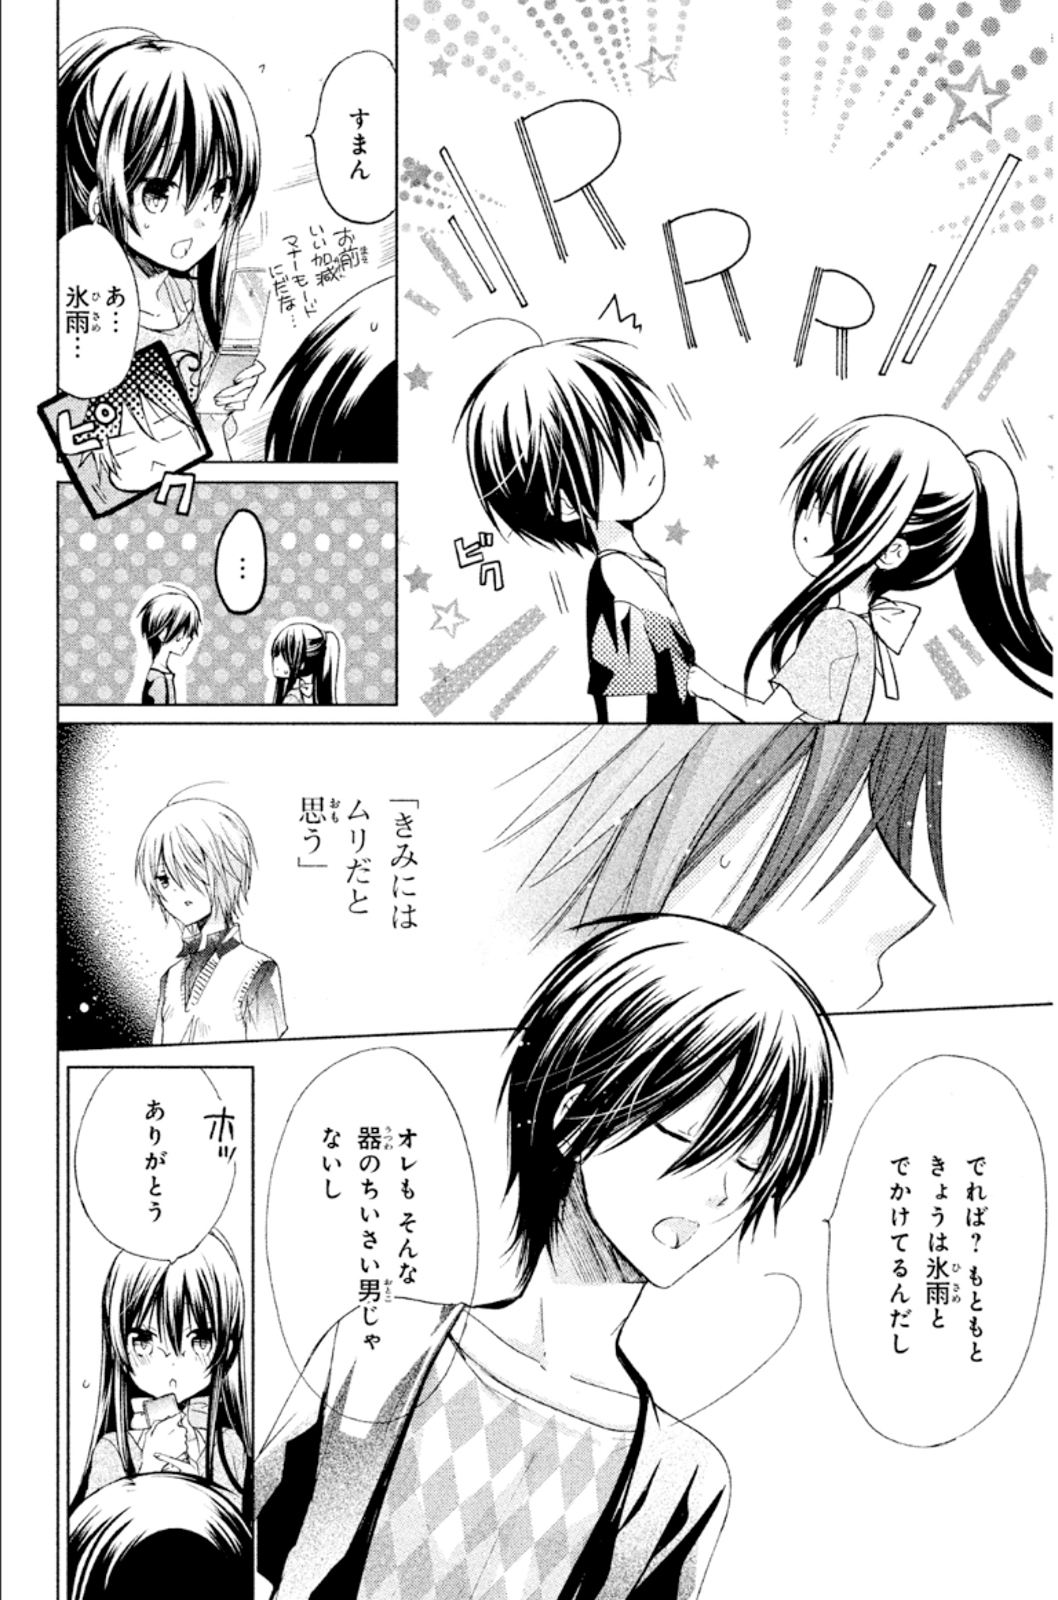 RRR
ビクッ
すまん
お前
いい加減
マナーモード
にだな…
あ…
氷雨…
ピクッ
…
「きみには
ムリだと
思う」
でれば？もともと
きょうは氷雨と
でかけてるんだし
オレも そんな
器のちいさい男じゃ
ないし
ホッ
ありがとう